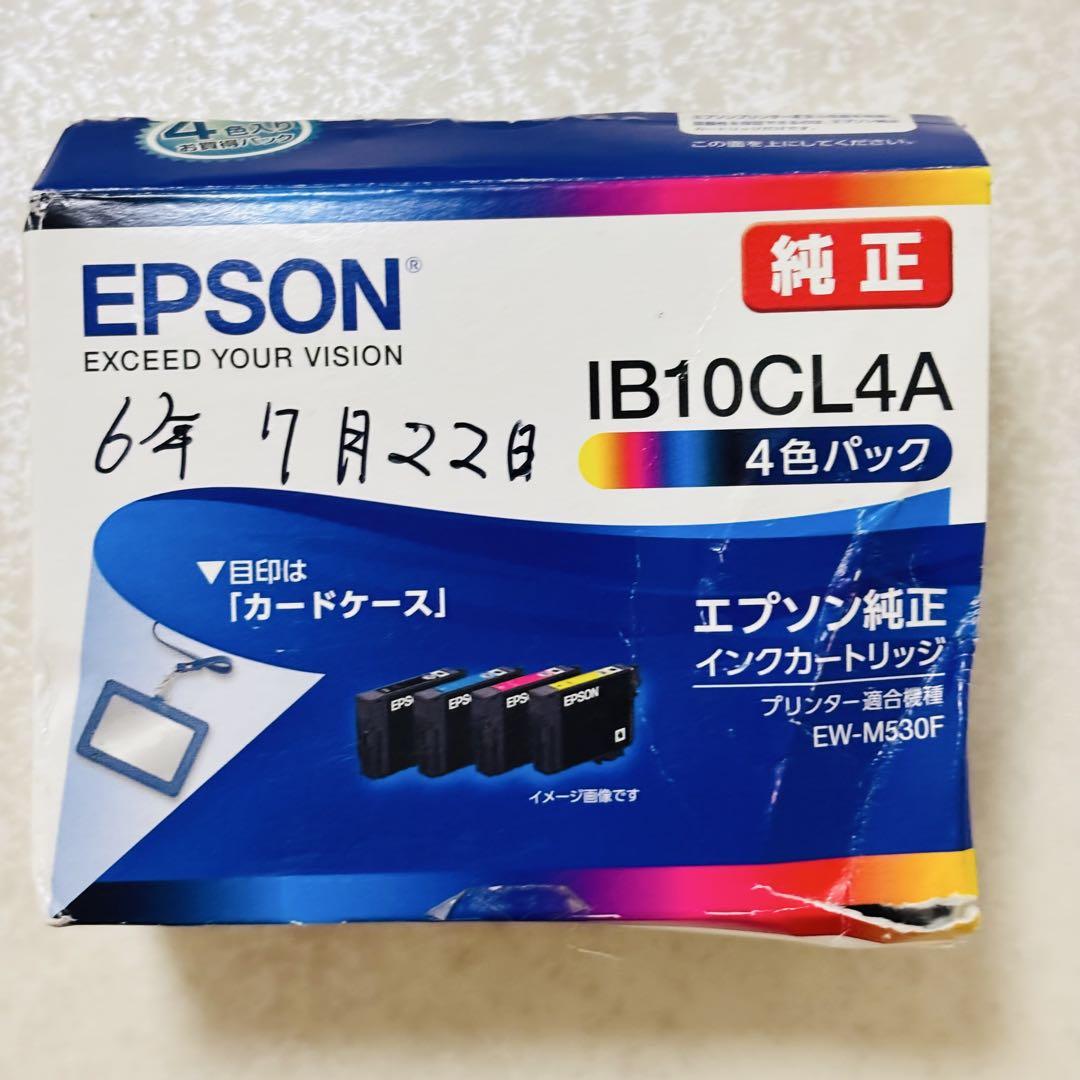 4色入り
お買得パック
この面を上にしてください。
純正
EPSON®
EXCEED YOUR VISION
IB10CL4A
4色パック
6年 7月22日
▼目印は
「カードケース」
エプソン純正
インクカートリッジ
プリンター適合機種
EW-M530F
EPS
EPS
EPS
EPSON
イメージ画像です